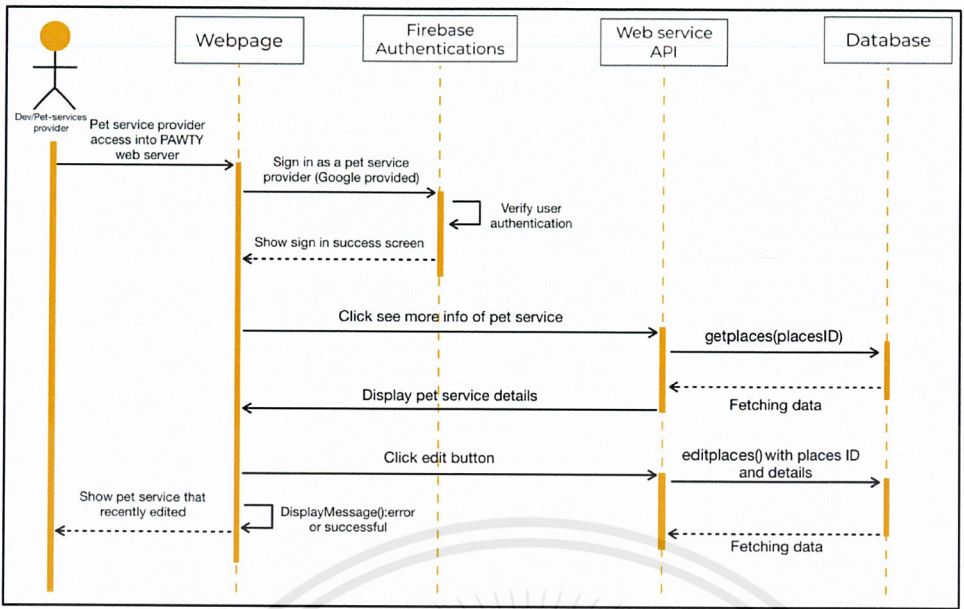 Webpage
Firebase
Authentications
Web service
API
Database
Dev/Pet-services
provider
Pet service provider
access into PAWTY
web server
Sign in as a pet service
provider (Google provided)
Verify user
authentication
Show sign in success screen
Click see more info of pet service
getplaces(placesID)
Display pet service details
Fetching data
Click edit button
editplaces() with places ID
and details
Show pet service that
recently edited
DisplayMessage():error
or successful
Fetching data